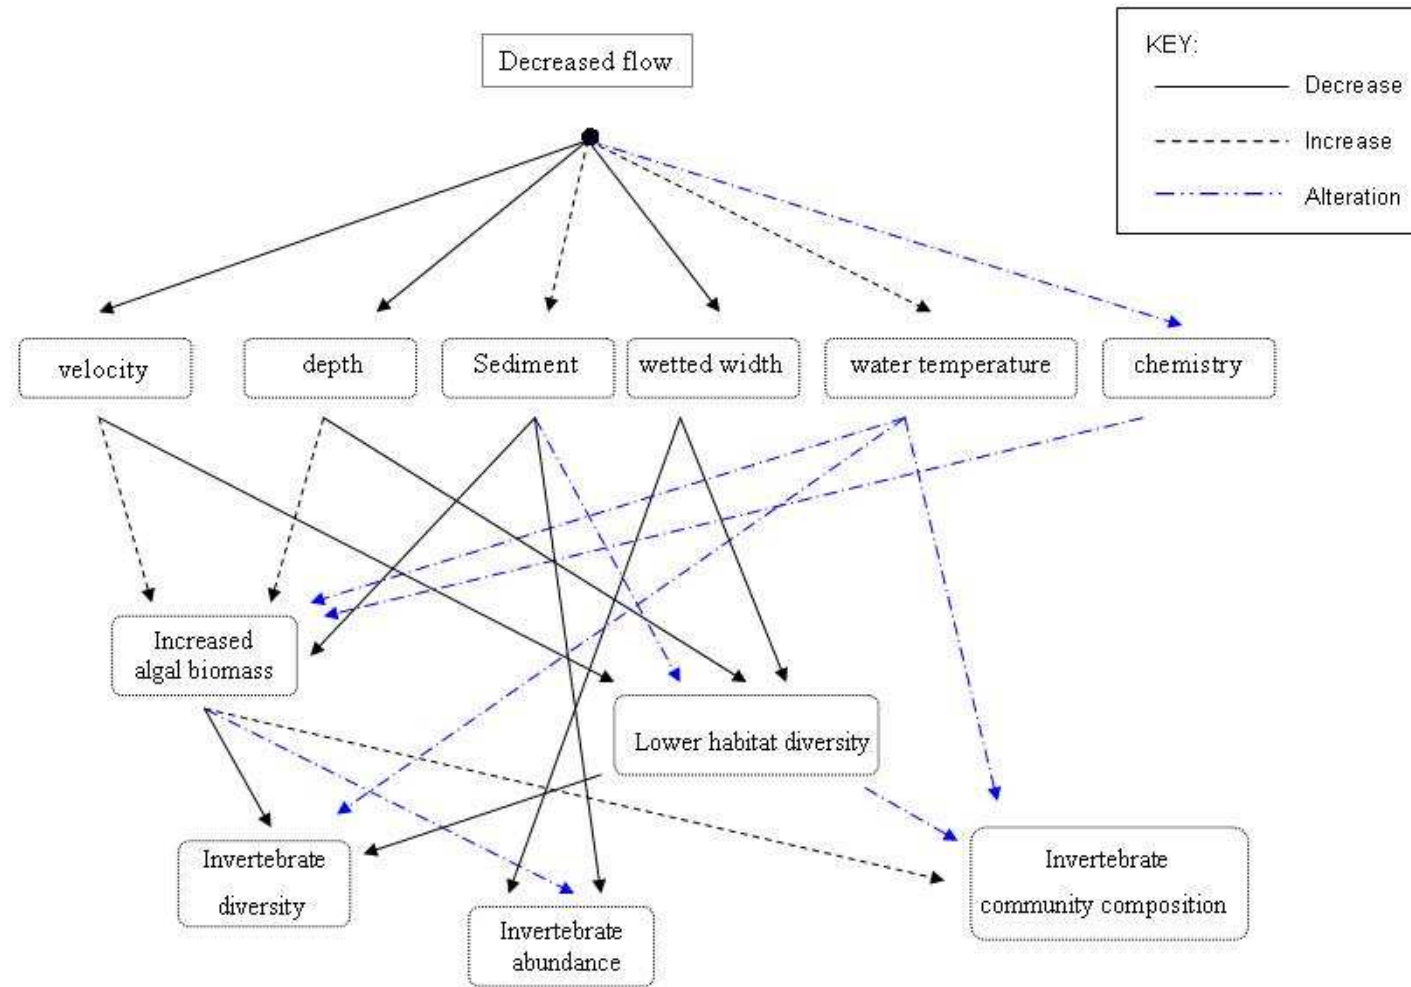 Decreased flow
KEY:
Decrease
Increase
Alteration
velocity
depth
Sediment
wetted width
water temperature
chemistry
Increased
algal biomass
Lower habitat diversity
Invertebrate
diversity
Invertebrate
abundance
Invertebrate
community composition